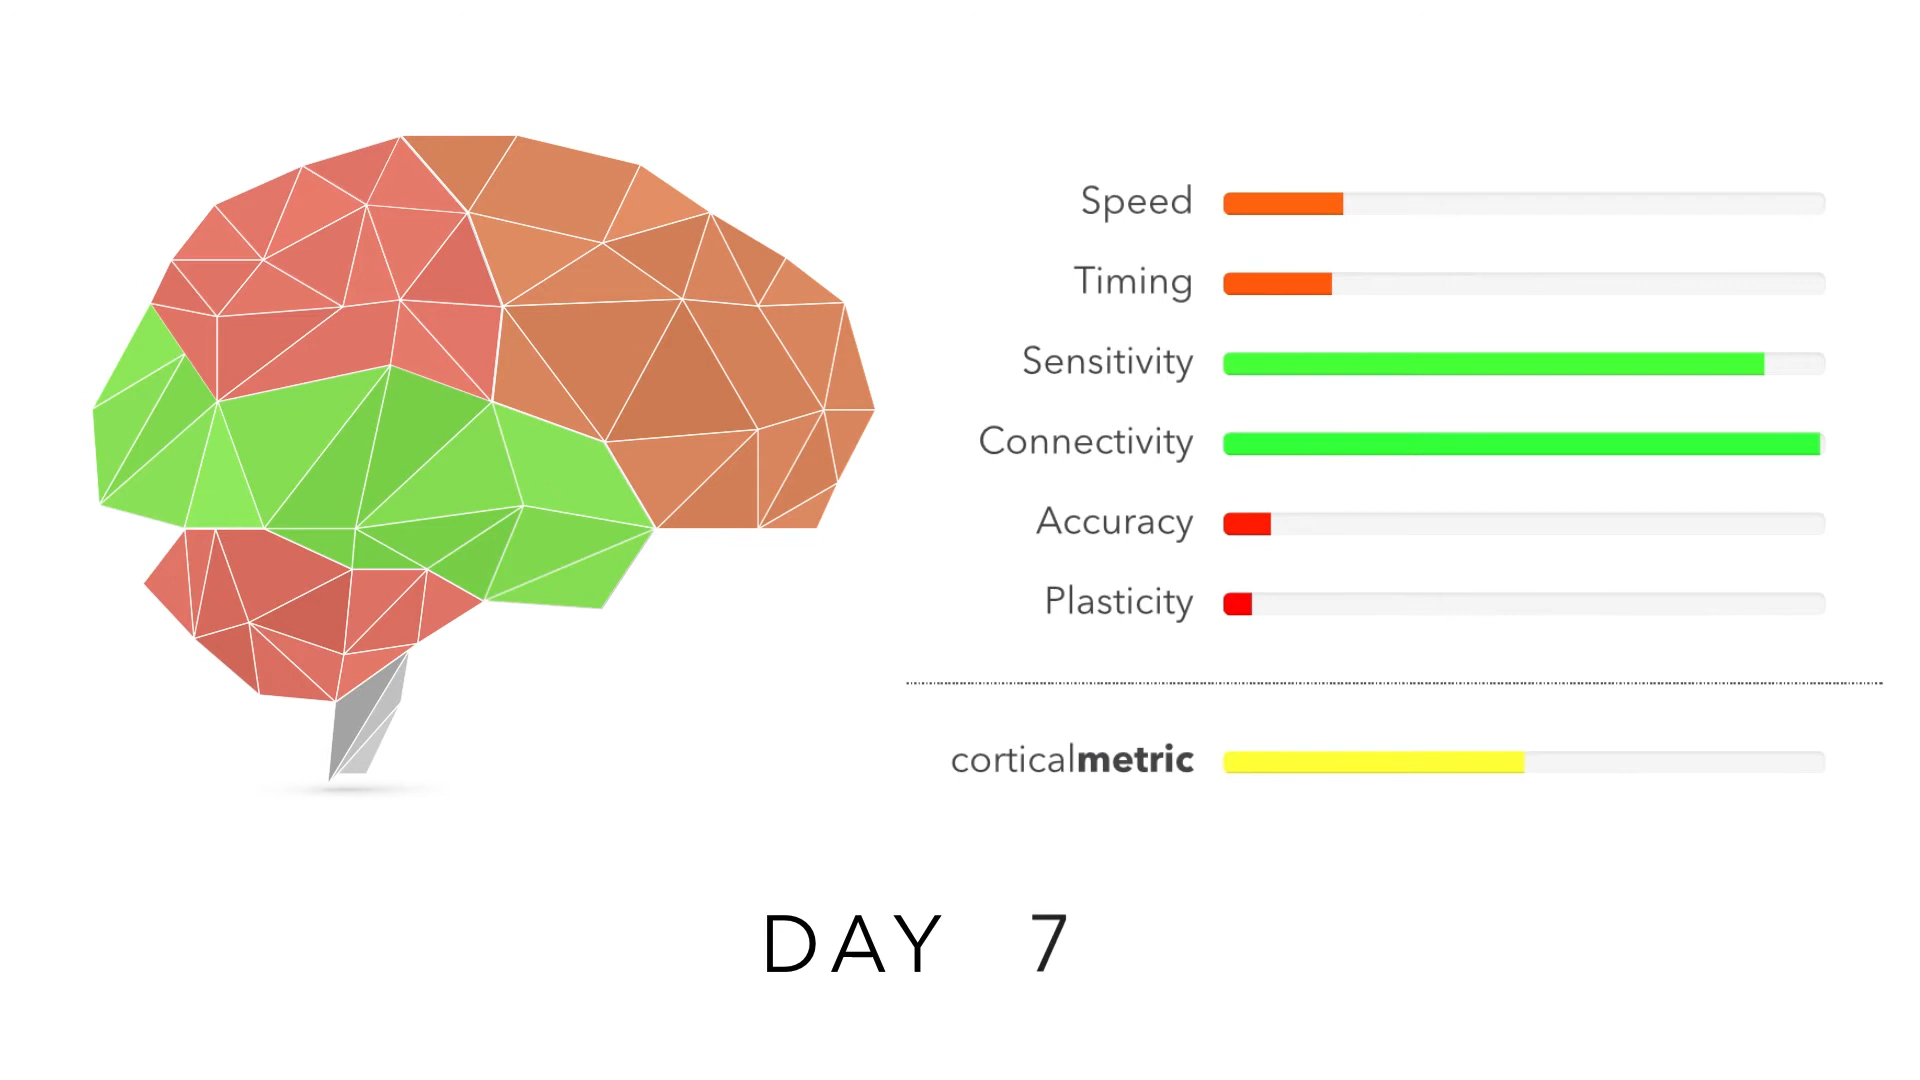 Speed
Timing
Sensitivity
Connectivity
Accuracy
Plasticity
corticalmetric
DAY 7